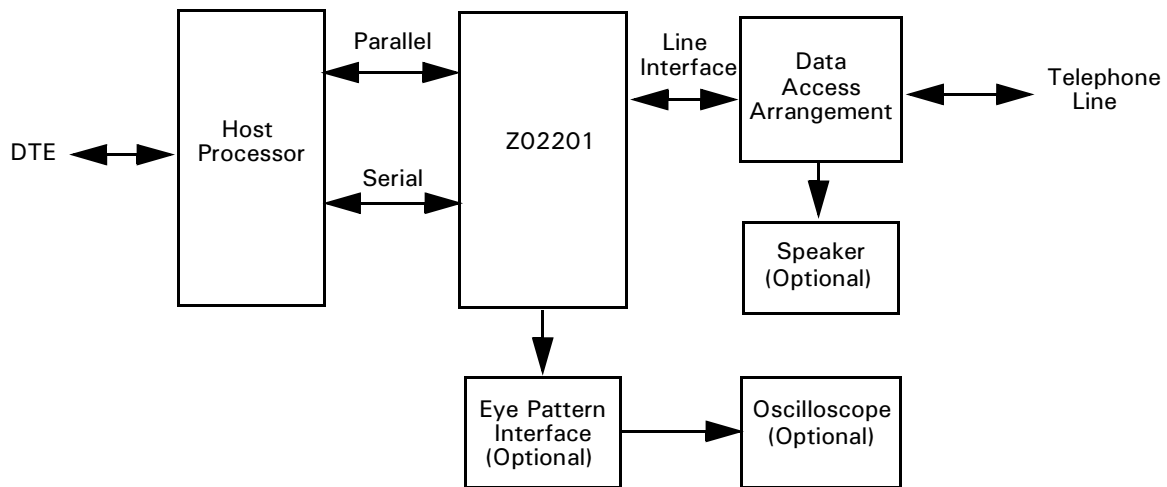 DTE
Host
Processor
Parallel
Serial
Z02201
Line
Interface
Data
Access
Arrangement
Telephone
Line
Speaker
(Optional)
Eye Pattern
Interface
(Optional)
Oscilloscope
(Optional)